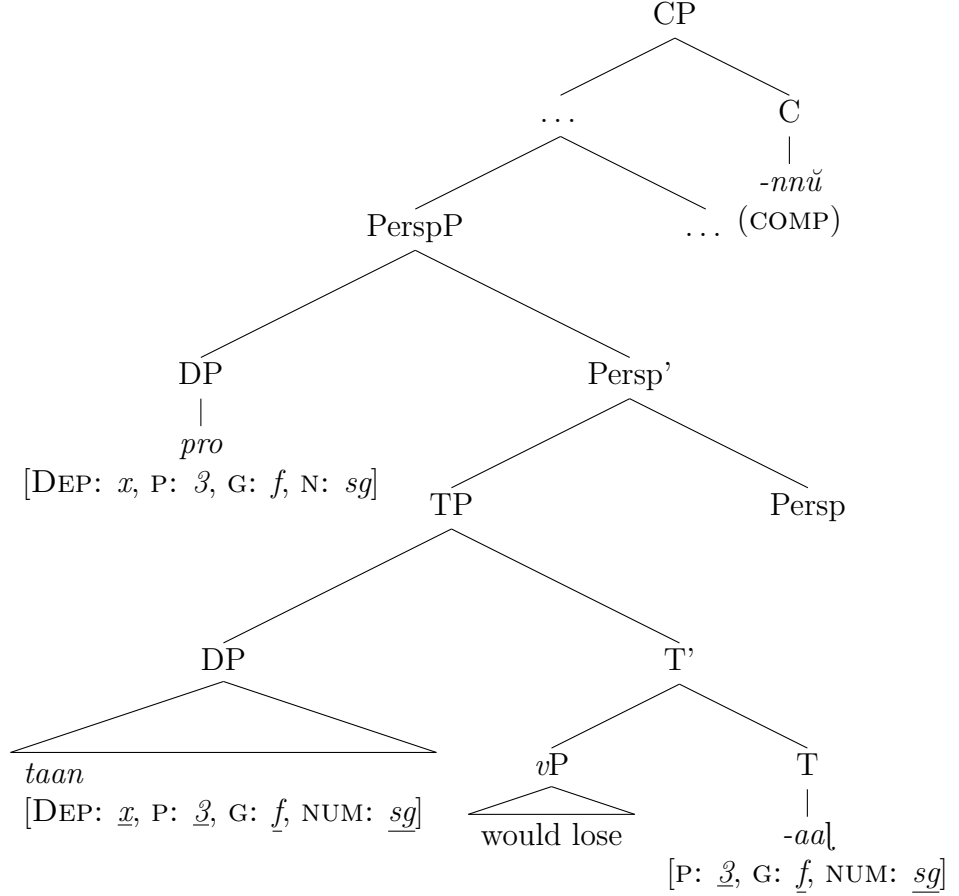 CP
... C
-nnŭ
PerspP ... (COMP)
DP Persp’
pro
[DEP: x, P: 3, G: f, N: sg]
TP Persp
DP T’
taan vP T
[DEP: x, P: 3, G: f, NUM: sg] would lose -aaɭ
[P: 3, G: f, NUM: sg]